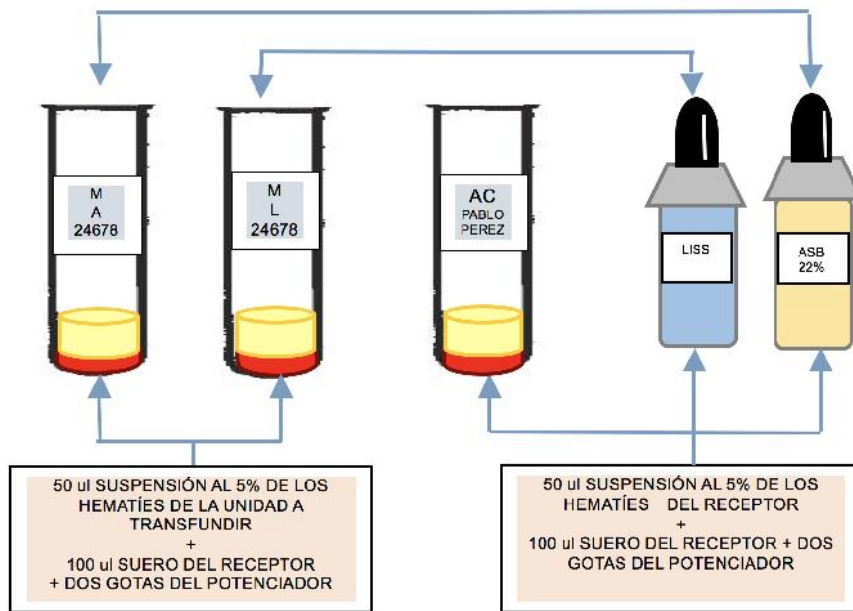 M
A
24678
M
L
24678
AC
PABLO
PEREZ
LISS
ASB
22%
50 ul SUSPENSIÓN AL 5% DE LOS
HEMATÍES DE LA UNIDAD A
TRANSFUNDIR
+
100 ul SUERO DEL RECEPTOR
+ DOS GOTAS DEL POTENCIADOR
50 ul SUSPENSIÓN AL 5% DE LOS
HEMATÍES DEL RECEPTOR
+
100 ul SUERO DEL RECEPTOR + DOS
GOTAS DEL POTENCIADOR